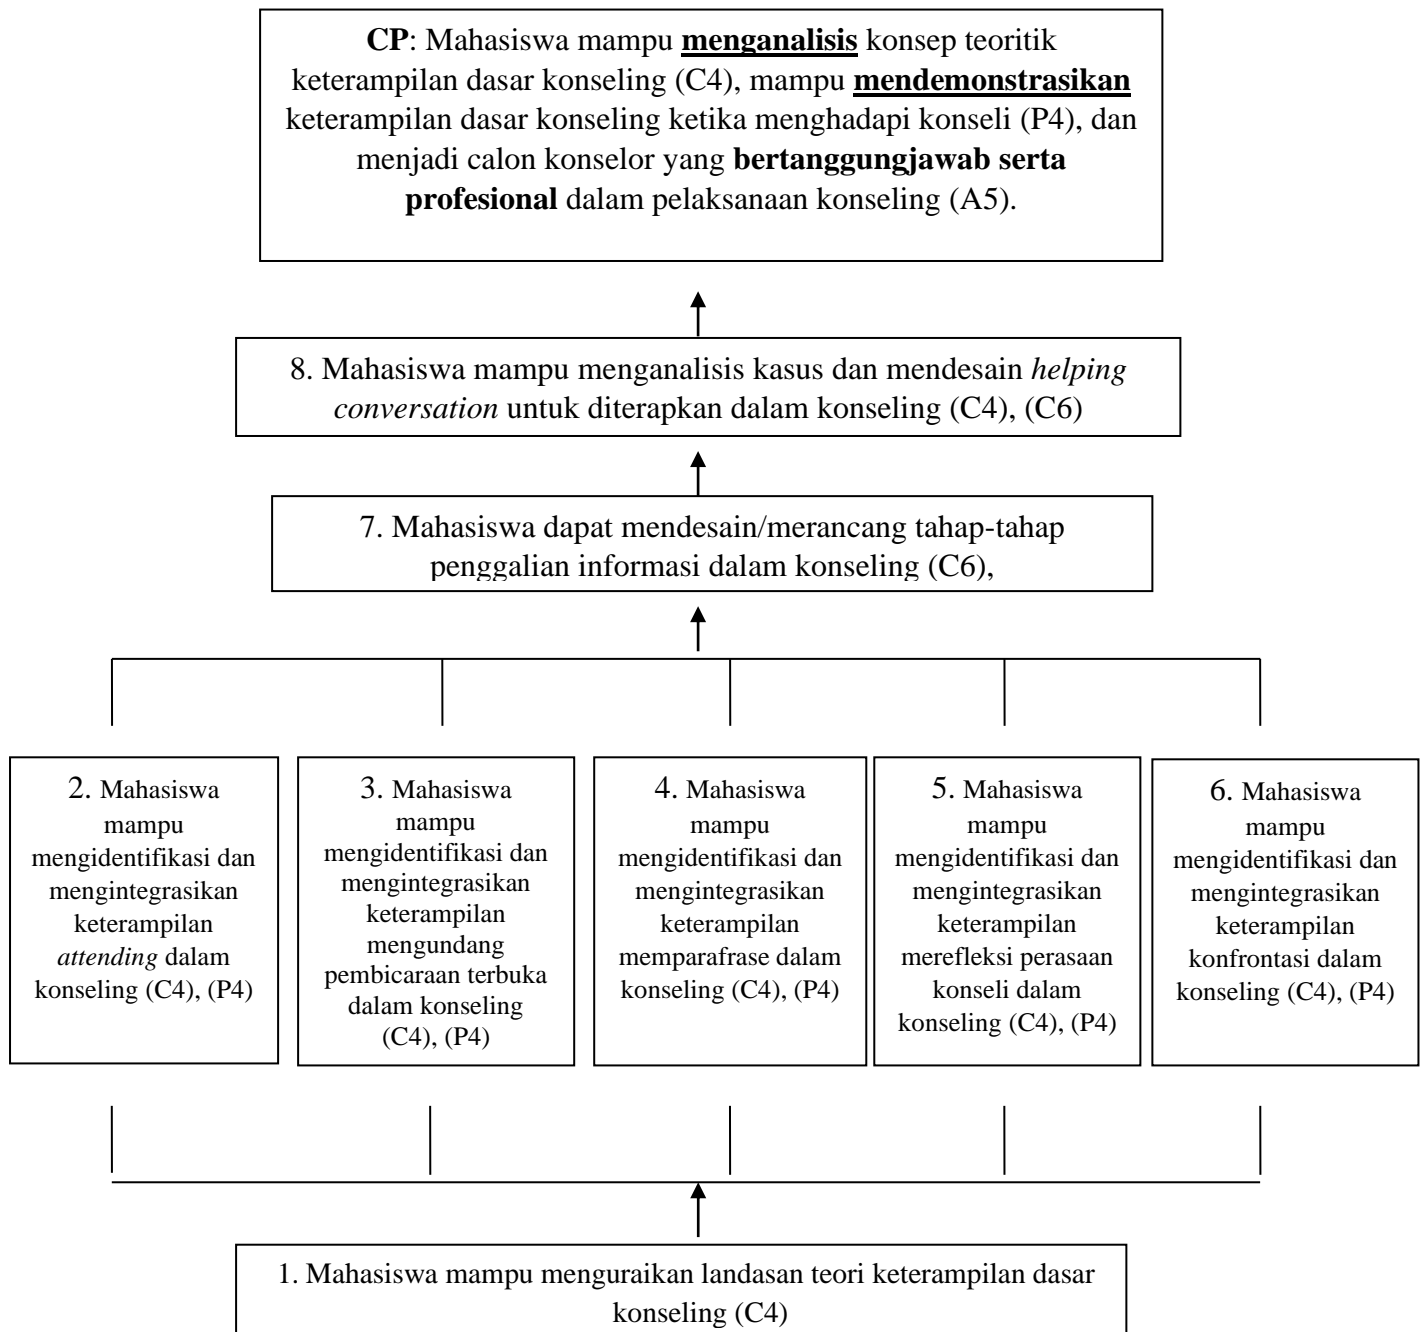 CP: Mahasiswa mampu menganalisis konsep teoritik
keterampilan dasar konseling (C4), mampu mendemonstrasikan
keterampilan dasar konseling ketika menghadapi konseli (P4), dan
menjadi calon konselor yang bertanggungjawab serta
profesional dalam pelaksanaan konseling (A5).
8. Mahasiswa mampu menganalisis kasus dan mendesain helping
conversation untuk diterapkan dalam konseling (C4), (C6)
7. Mahasiswa dapat mendesain/merancang tahap-tahap
penggalian informasi dalam konseling (C6),
2. Mahasiswa
mampu
mengidentifikasi dan
mengintegrasikan
keterampilan
attending dalam
konseling (C4), (P4)
3. Mahasiswa
mampu
mengidentifikasi dan
mengintegrasikan
keterampilan
mengundang
pembicaraan terbuka
dalam konseling
(C4), (P4)
4. Mahasiswa
mampu
mengidentifikasi dan
mengintegrasikan
keterampilan
memparafrase dalam
konseling (C4), (P4)
5. Mahasiswa
mampu
mengidentifikasi dan
mengintegrasikan
keterampilan
merefleksi perasaan
konseli dalam
konseling (C4), (P4)
6. Mahasiswa
mampu
mengidentifikasi dan
mengintegrasikan
keterampilan
konfrontasi dalam
konseling (C4), (P4)
1. Mahasiswa mampu menguraikan landasan teori keterampilan dasar
konseling (C4)